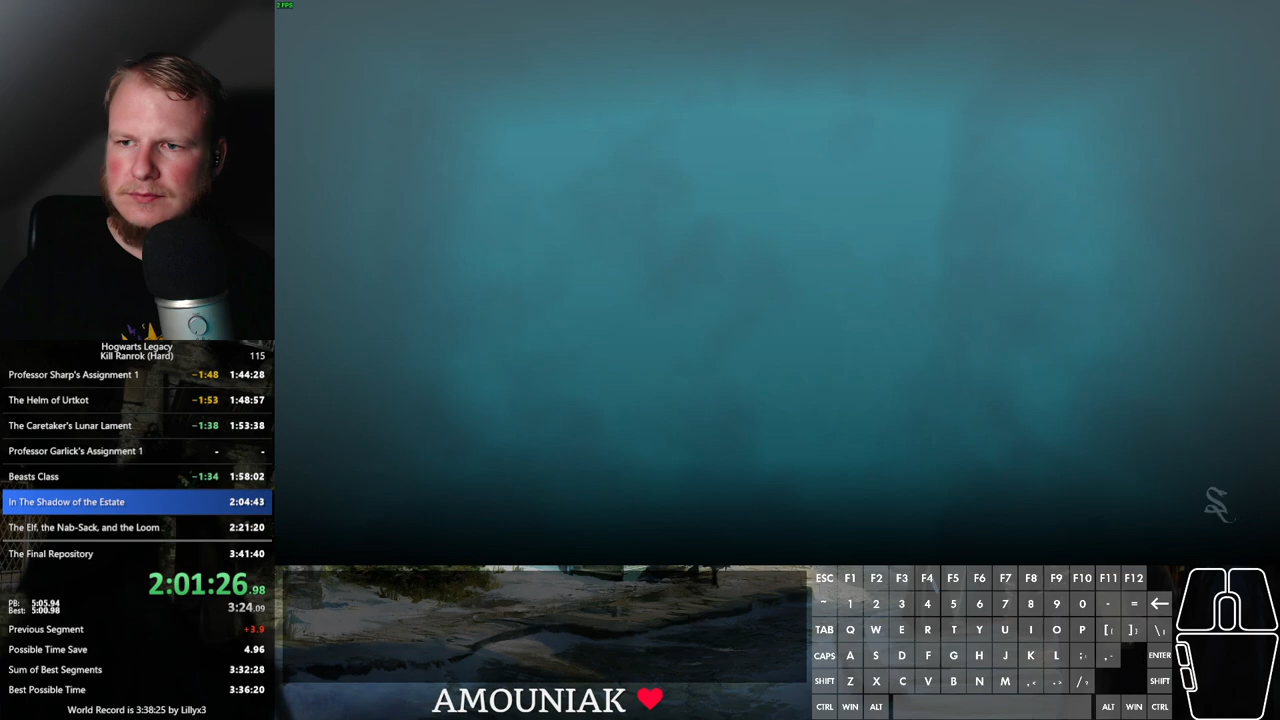 2 FPS
Hogwarts Legacy
Kill Ranrok (Hard) 115
Professor Sharp's Assignment 1 −1:48 1:44:28
The Helm of Urtkot −1:53 1:48:57
The Caretaker's Lunar Lament −1:38 1:53:38
Professor Garlick's Assignment 1 - -
Beasts Class −1:34 1:58:02
In The Shadow of the Estate 2:04:43
The Elf, the Nab-Sack, and the Loom 2:21:20
The Final Repository 3:41:40
2:01:26.98
PB: 5:05.94
Best: 5:00.98 3:24.09
Previous Segment +3.9
Possible Time Save 4.96
Sum of Best Segments 3:32:28
Best Possible Time 3:36:20
World Record is 3:38:25 by Lillyx3
AMOUNIAK ❤
ESC F1 F2 F3 F4 F5 F6 F7 F8 F9 F10 F11 F12
~ 1 2 3 4 5 6 7 8 9 0 - = ←
TAB Q W E R T Y U I O P [{ ]} \|
CAPS A S D F G H J K L ;: ,- ENTER
SHIFT Z X C V B N M ,< .> /? SHIFT
CTRL WIN ALT ALT WIN CTRL